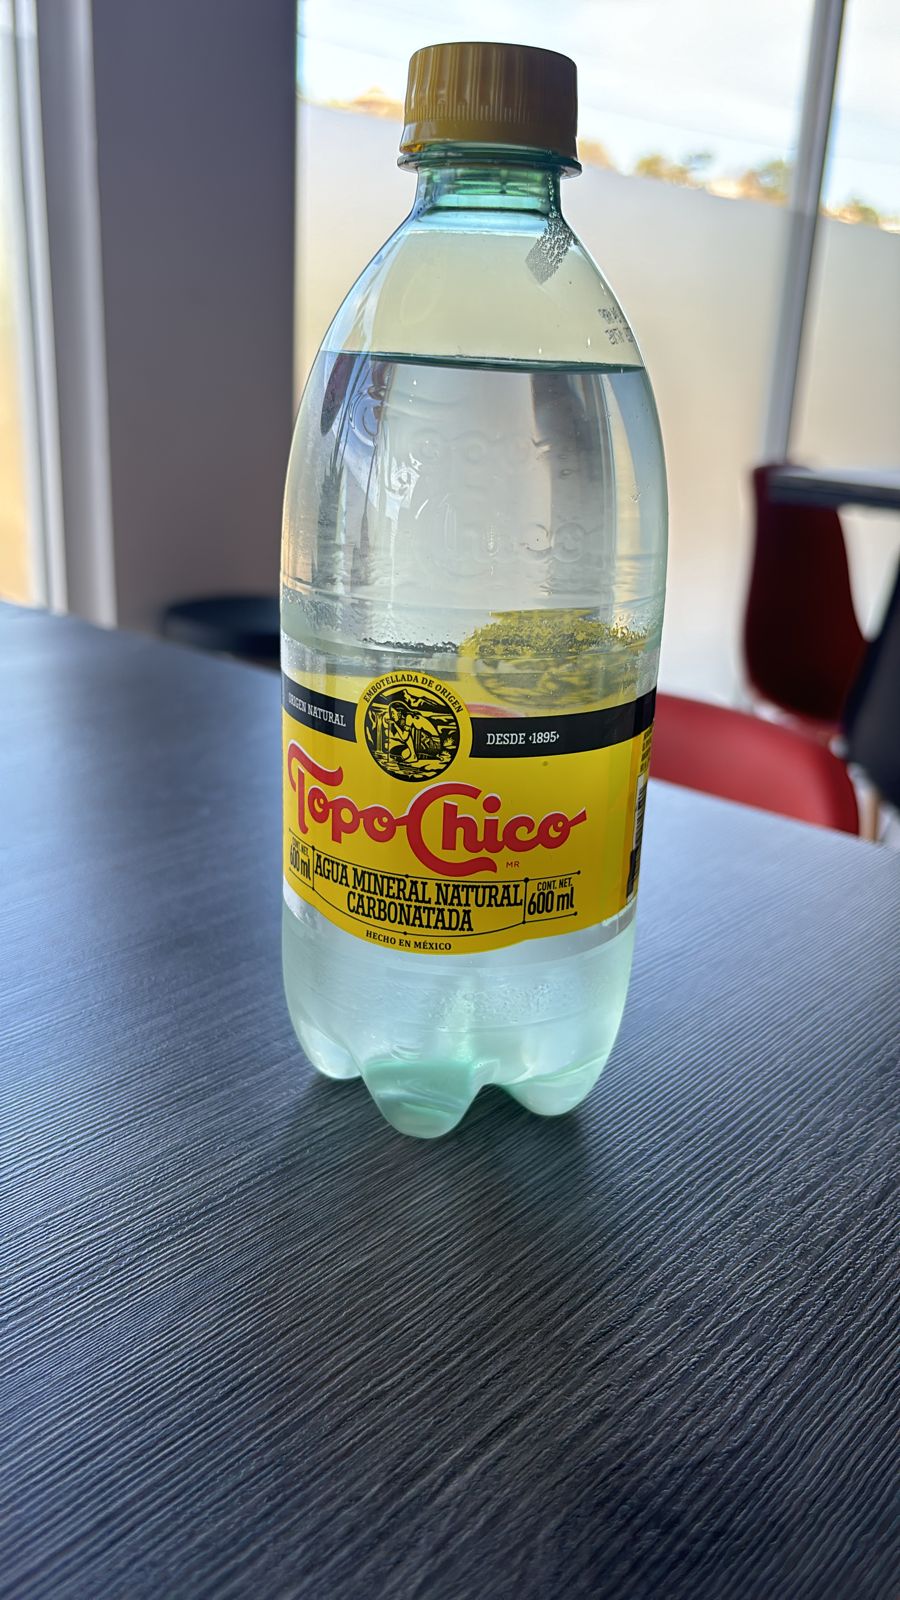 EMBOTELLADA DE ORIGEN
ORIGEN NATURAL
DESDE ‹1895›
Topo Chico
MR
CONT. NET.
600 ml
AGUA MINERAL NATURAL
CARBONATADA
CONT. NET.
600 ml
HECHO EN MÉXICO